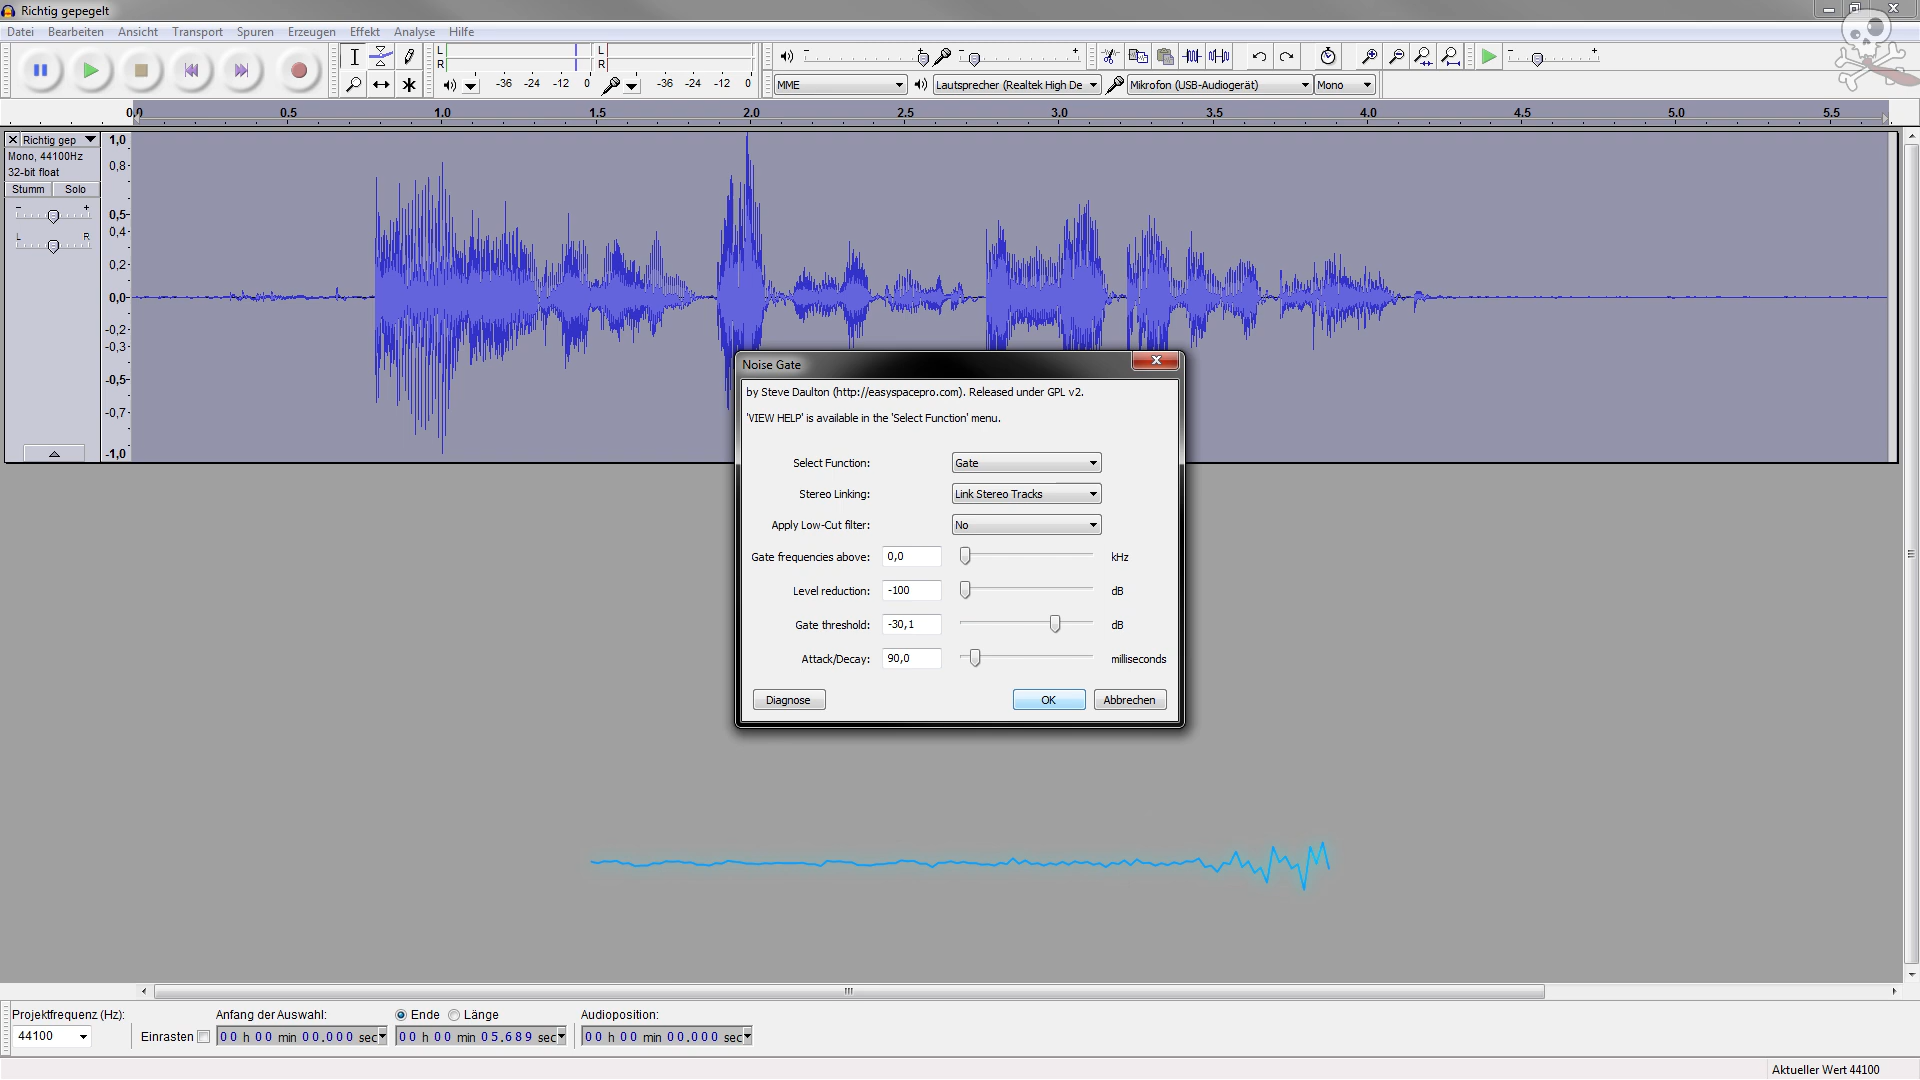 Richtig gepegelt
Datei Bearbeiten Ansicht Transport Spuren Erzeugen Effekt Analyse Hilfe
L
R
-36 -24 -12 0
L
R
-36 -24 -12 0
MME
Lautsprecher (Realtek High De
Mikrofon (USB-Audiogerät)
Mono
0,0 0.5 1.0 1.5 2.0 2.5 3.0 3.5 4.0 4.5 5.0 5.5
Richtig gep
Mono, 44100Hz
32-bit float
Stumm Solo
- +
L R
1,0
0,8
0,5
0,4
0,2
0,0
-0,2
-0,3
-0,5
-0,7
-1,0
Noise Gate
by Steve Daulton (http://easyspacepro.com). Released under GPL v2.
'VIEW HELP' is available in the 'Select Function' menu.
Select Function: Gate
Stereo Linking: Link Stereo Tracks
Apply Low-Cut filter: No
Gate frequencies above: 0,0 kHz
Level reduction: -100 dB
Gate threshold: -30,1 dB
Attack/Decay: 90,0 milliseconds
Diagnose OK Abbrechen
Projektfrequenz (Hz): Anfang der Auswahl: Ende Länge Audioposition:
44100 Einrasten 00 h 00 min 00.000 sec 00 h 00 min 05.689 sec 00 h 00 min 00.000 sec
Aktueller Wert 44100